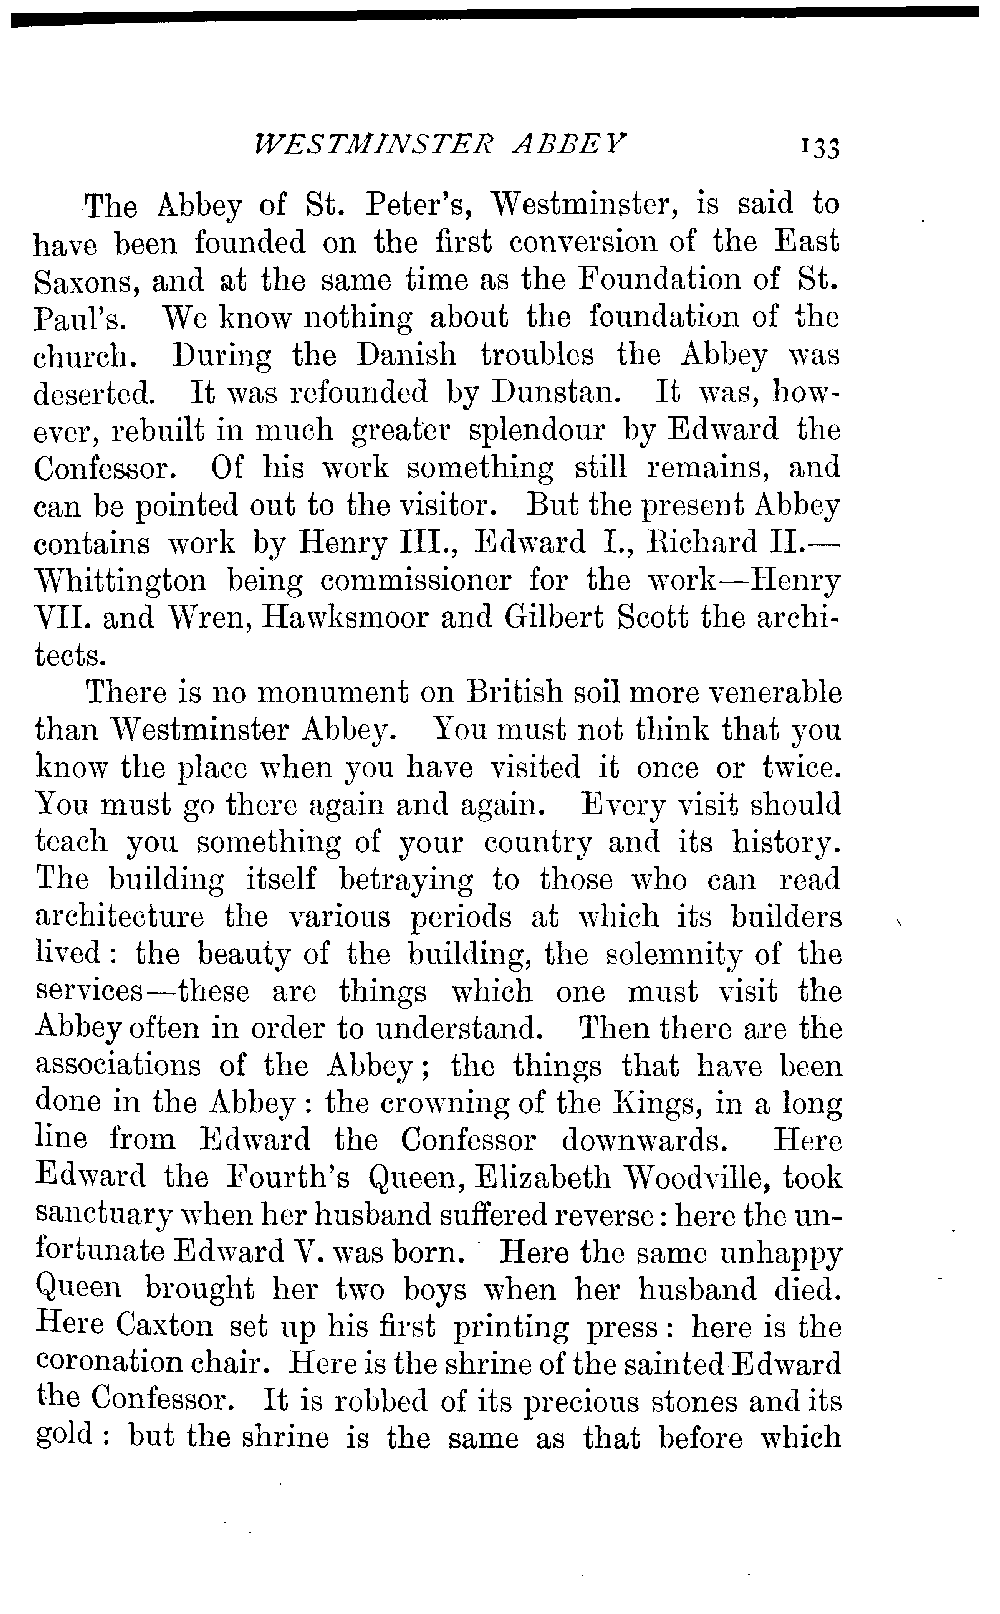 WESTMINSTER ABBEY 133
The Abbey of St. Peter's, Westminster, is said to
have been founded on the first conversion of the East
Saxons, and at the same time as the Foundation of St.
Paul's. We know nothing about the foundation of the
church. During the Danish troubles the Abbey was
deserted. It was refounded by Dunstan. It was, how-
ever, rebuilt in much greater splendour by Edward the
Confessor. Of his work something still remains, and
can be pointed out to the visitor. But the present Abbey
contains work by Henry III., Edward I., Richard II.—
Whittington being commissioner for the work—Henry
VII. and Wren, Hawksmoor and Gilbert Scott the archi-
tects.
There is no monument on British soil more venerable
than Westminster Abbey. You must not think that you
know the place when you have visited it once or twice.
You must go there again and again. Every visit should
teach you something of your country and its history.
The building itself betraying to those who can read
architecture the various periods at which its builders
lived : the beauty of the building, the solemnity of the
services—these are things which one must visit the
Abbey often in order to understand. Then there are the
associations of the Abbey ; the things that have been
done in the Abbey : the crowning of the Kings, in a long
line from Edward the Confessor downwards. Here
Edward the Fourth's Queen, Elizabeth Woodville, took
sanctuary when her husband suffered reverse : here the un-
fortunate Edward V. was born. Here the same unhappy
Queen brought her two boys when her husband died.
Here Caxton set up his first printing press : here is the
coronation chair. Here is the shrine of the sainted Edward
the Confessor. It is robbed of its precious stones and its
gold : but the shrine is the same as that before which